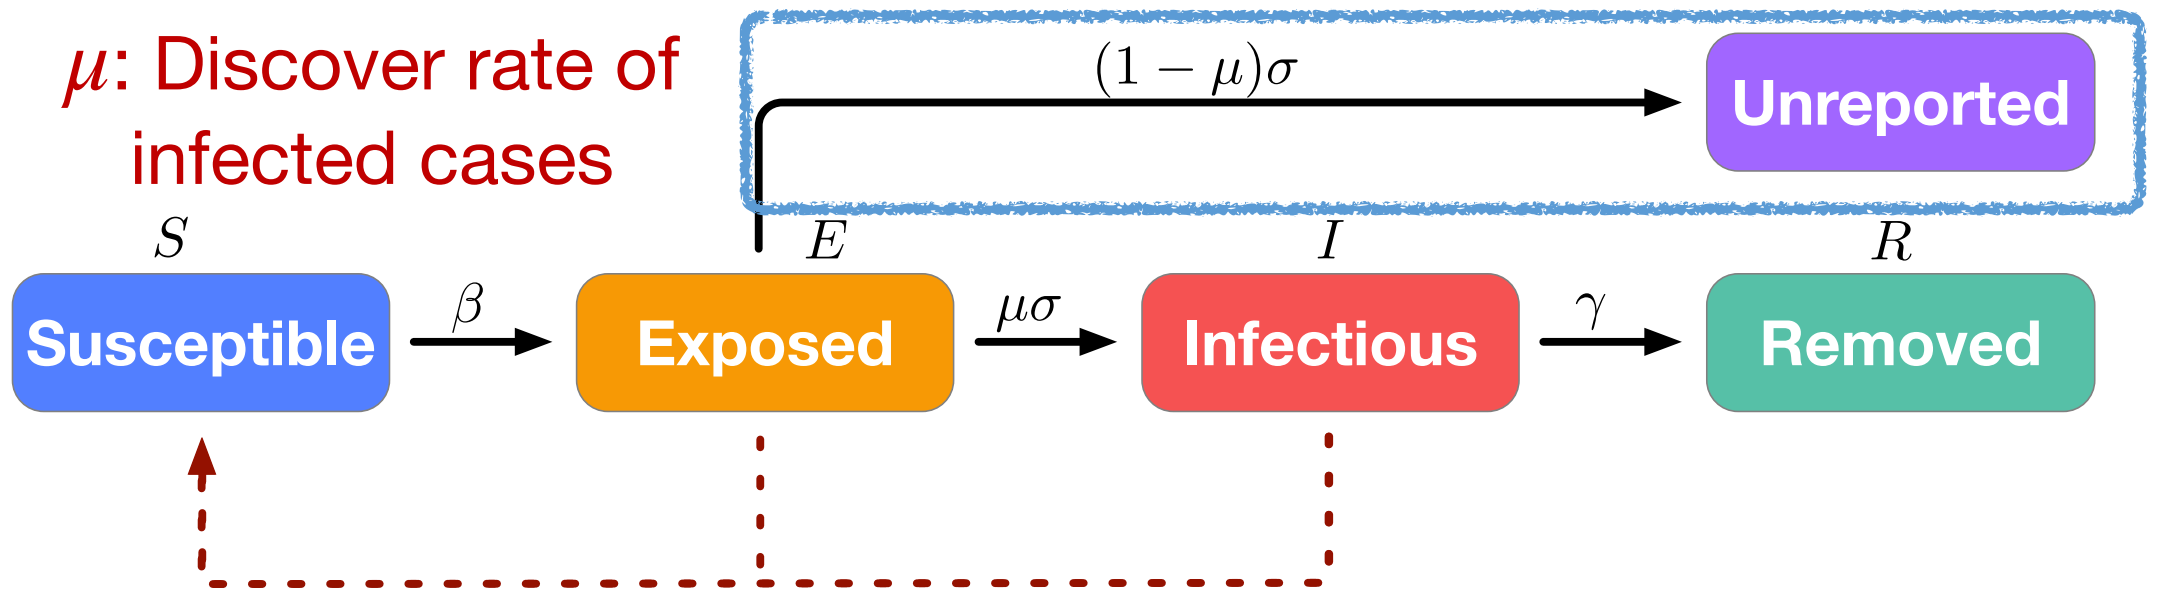 μ: Discover rate of
infected cases
(1 − μ)σ
Unreported
S
E
I
R
β
μσ
γ
Susceptible
Exposed
Infectious
Removed